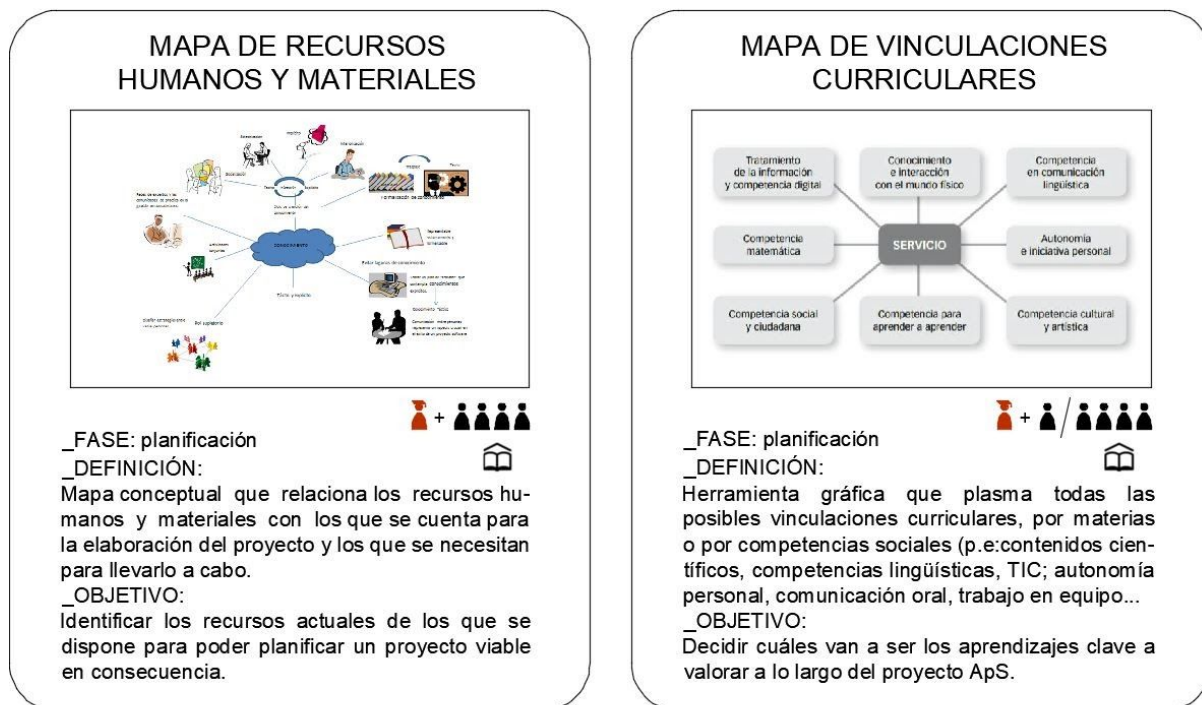 MAPA DE RECURSOS
HUMANOS Y MATERIALES
_FASE: planificación
_DEFINICIÓN:
Mapa conceptual que relaciona los recursos hu-
manos y materiales con los que se cuenta para
la elaboración del proyecto y los que se necesitan
para llevarlo a cabo.
_OBJETIVO:
Identificar los recursos actuales de los que se
dispone para poder planificar un proyecto viable
en consecuencia.
MAPA DE VINCULACIONES
CURRICULARES
Tratamiento
de la información
y competencia digital
Conocimiento
e interacción
con el mundo físico
Competencia
en comunicación
lingüística
Competencia
matemática
SERVICIO
Autonomía
e iniciativa personal
Competencia social
y ciudadana
Competencia para
aprender a aprender
Competencia cultural
y artística
+
/
_FASE: planificación
_DEFINICIÓN:
Herramienta gráfica que plasma todas las
posibles vinculaciones curriculares, por materias
o por competencias sociales (p.e:contenidos cien-
tíficos, competencias lingüísticas, TIC; autonomía
personal, comunicación oral, trabajo en equipo...
_OBJETIVO:
Decidir cuáles van a ser los aprendizajes clave a
valorar a lo largo del proyecto ApS.